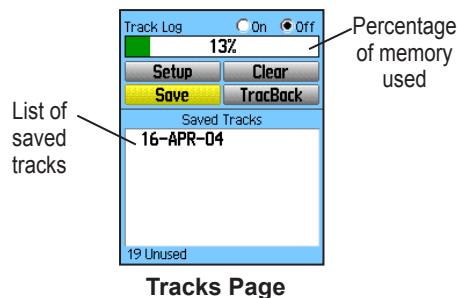 Track Log On Off
13%
Setup Clear
Save TracBack
Saved Tracks
16-APR-04
19 Unused
Percentage
of memory
used
List of
saved
tracks
Tracks Page